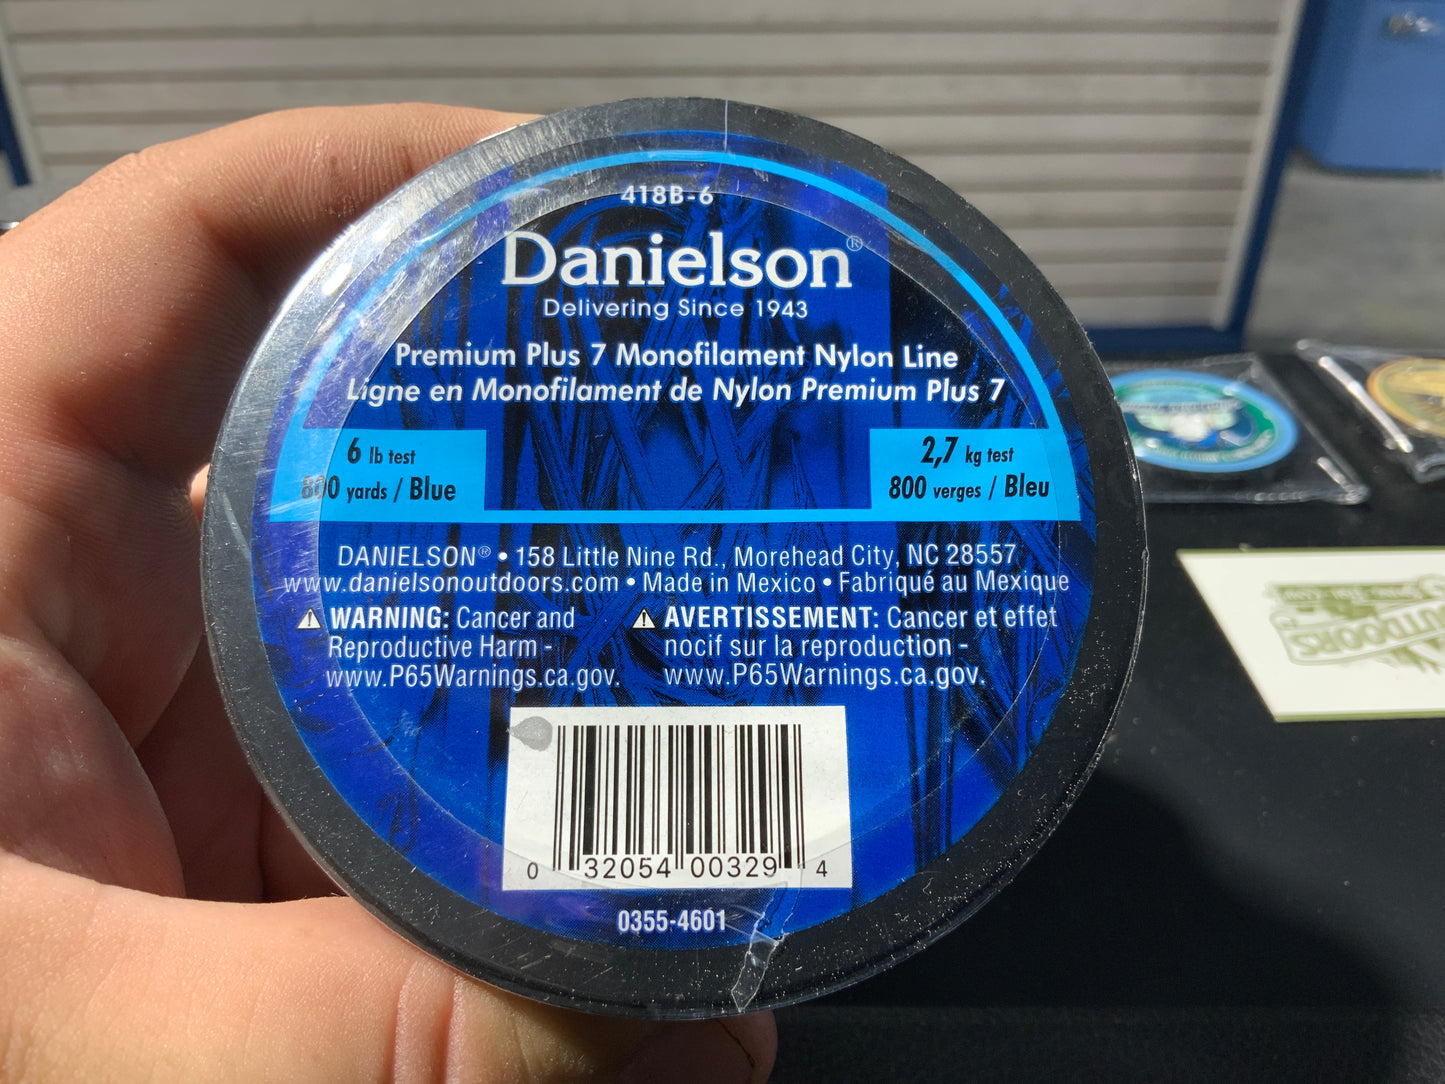 418B-6
Danielson®
Delivering Since 1943
Premium Plus 7 Monofilament Nylon Line
Ligne en Monofilament de Nylon Premium Plus 7
6 lb test
800 yards / Blue
2,7 kg test
800 verges / Bleu
DANIELSON® • 158 Little Nine Rd., Morehead City, NC 28557
www.danielsonoutdoors.com • Made in Mexico • Fabriqué au Mexique
WARNING: Cancer and
Reproductive Harm -
www.P65Warnings.ca.gov.
AVERTISSEMENT: Cancer et effet
nocif sur la reproduction -
www.P65Warnings.ca.gov.
0 32054 00329 4
0355-4601
OUTDOORS